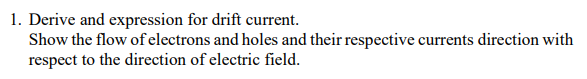 1. Derive and expression for drift current.
Show the flow of electrons and holes and their respective currents direction with
respect to the direction of electric field.